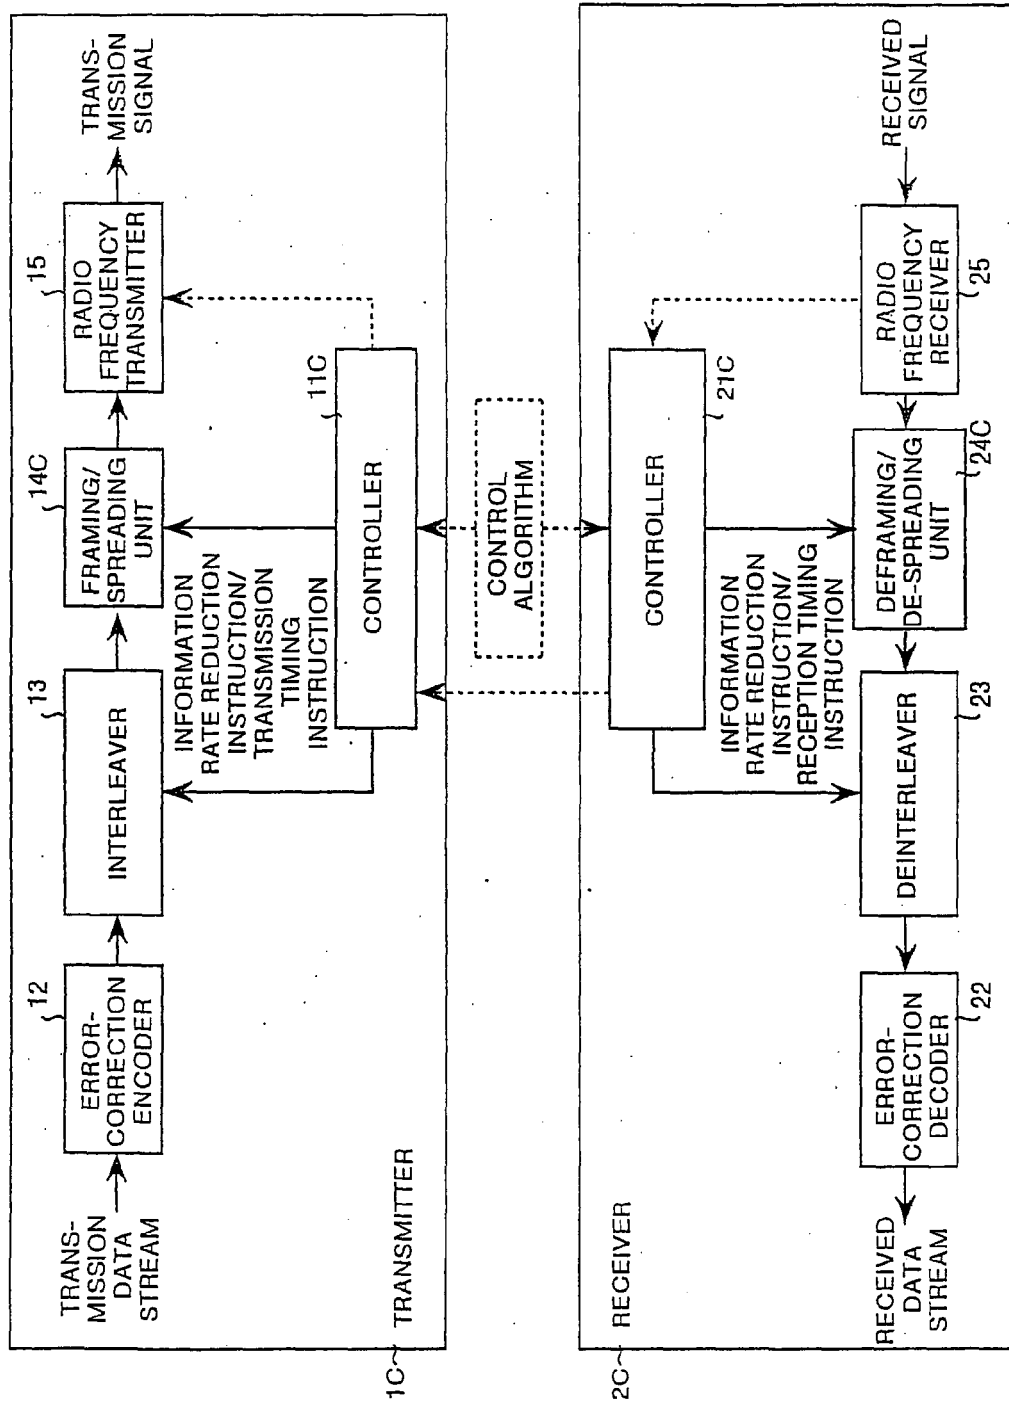 TRANS-
MISSION
DATA
STREAM
12
ERROR-
CORRECTION
ENCODER
13
INTERLEAVER
14C
FRAMING/
SPREADING
UNIT
15
RADIO
FREQUENCY
TRANSMITTER
TRANS-
MISSION
SIGNAL
INFORMATION
RATE REDUCTION
INSTRUCTION/
TRANSMISSION
TIMING
INSTRUCTION
11C
CONTROLLER
1C
TRANSMITTER
CONTROL
ALGORITHM
2C
RECEIVER
CONTROLLER
21C
INFORMATION
RATE REDUCTION
INSTRUCTION/
RECEPTION TIMING
INSTRUCTION
RECEIVED
DATA
STREAM
ERROR-
CORRECTION
DECODER
22
DEINTERLEAVER
23
DEFRAMING/
DE-SPREADING
UNIT
24C
RADIO
FREQUENCY
RECEIVER
25
RECEIVED
SIGNAL